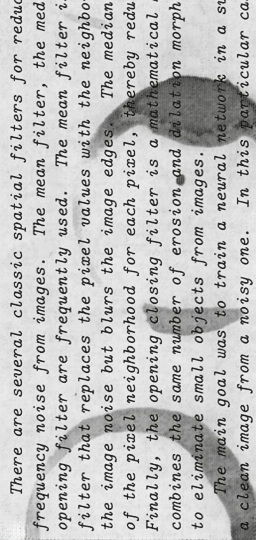 There are several classic spatial filters for reduc
frequency noise from images. The mean filter, the med
opening filter are frequently used. The mean filter i
filter that replaces the pixel values with the neighbo
the image noise but blurs the image edges. The median
of the pixel neighborhood for each pixel, thereby redu
Finally, the opening closing filter is a mathematical
combines the same number of erosion and dilation morph
to eliminate small objects from images.
The main goal was to train a neural network in a su
a clean image from a noisy one. In this particular ca